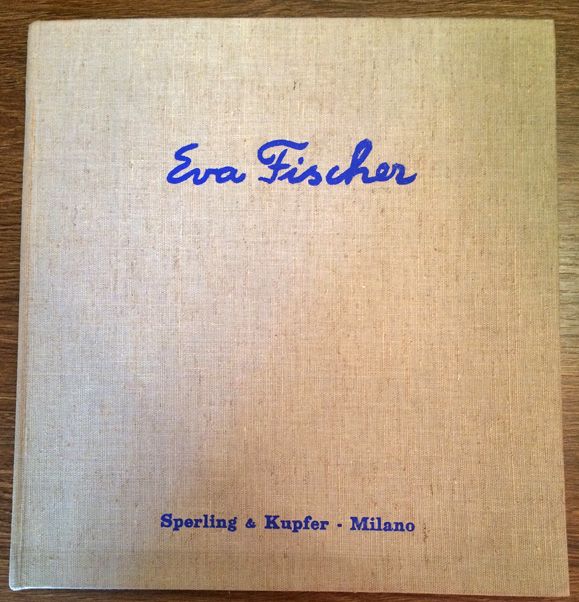 Eva Fischer
Sperling & Kupfer - Milano